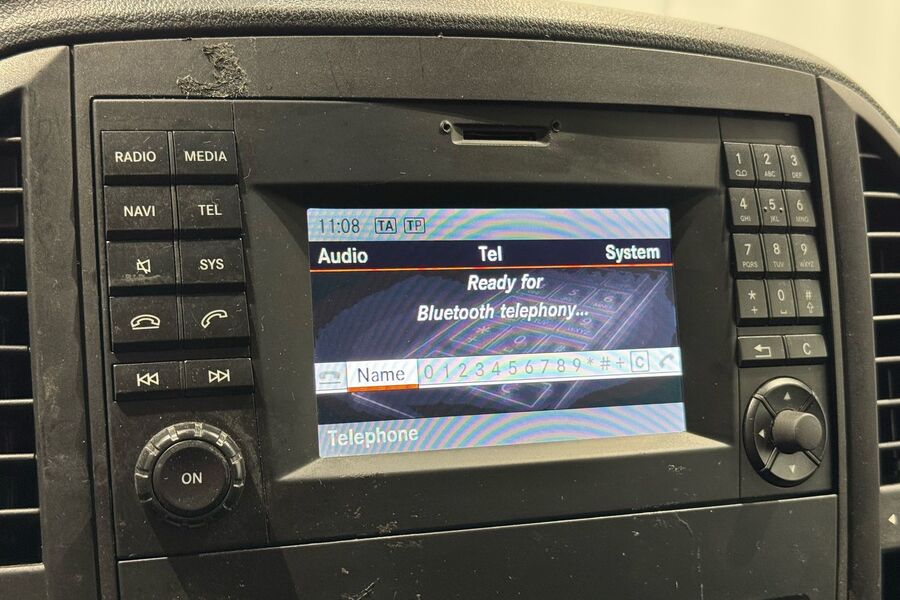 RADIO MEDIA
NAVI TEL
SYS
ON
11:08 TA TP
Audio Tel System
Ready for
Bluetooth telephony...
Name 0 1 2 3 4 5 6 7 8 9 * # + C
Telephone
1 2 ABC 3 DEF
4 GHI 5 JKL 6 MNO
7 PQRS 8 TUV 9 WXYZ
* + 0 #
C